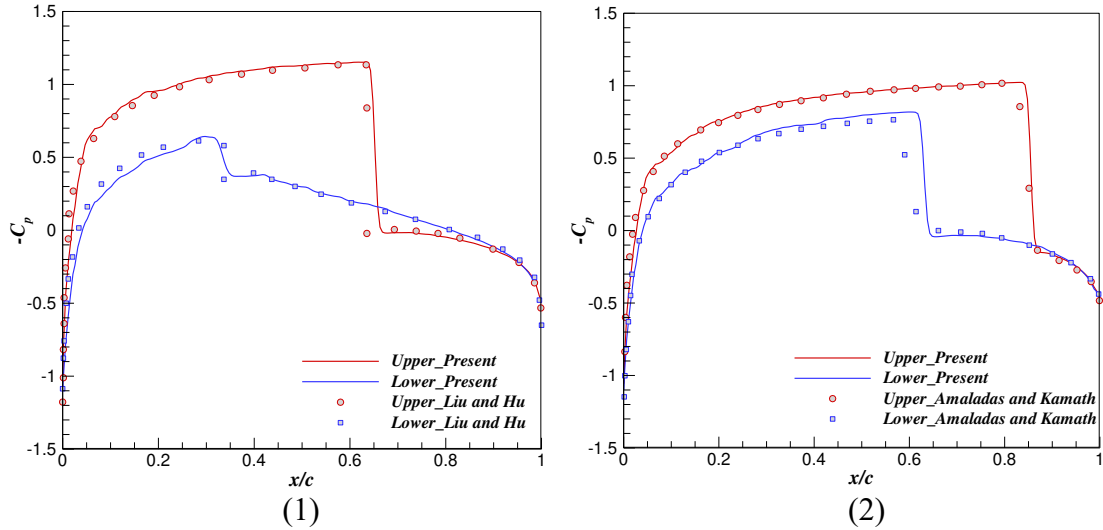 1.5
1
0.5
0
-0.5
-1
-1.5
-Cp
0
0.2
0.4
0.6
0.8
1
x/c
Upper_Present
Lower_Present
Upper_Liu and Hu
Lower_Liu and Hu
(1)
1.5
1
0.5
0
-0.5
-1
-1.5
-Cp
0
0.2
0.4
0.6
0.8
1
x/c
Upper_Present
Lower_Present
Upper_Amaladas and Kamath
Lower_Amaladas and Kamath
(2)